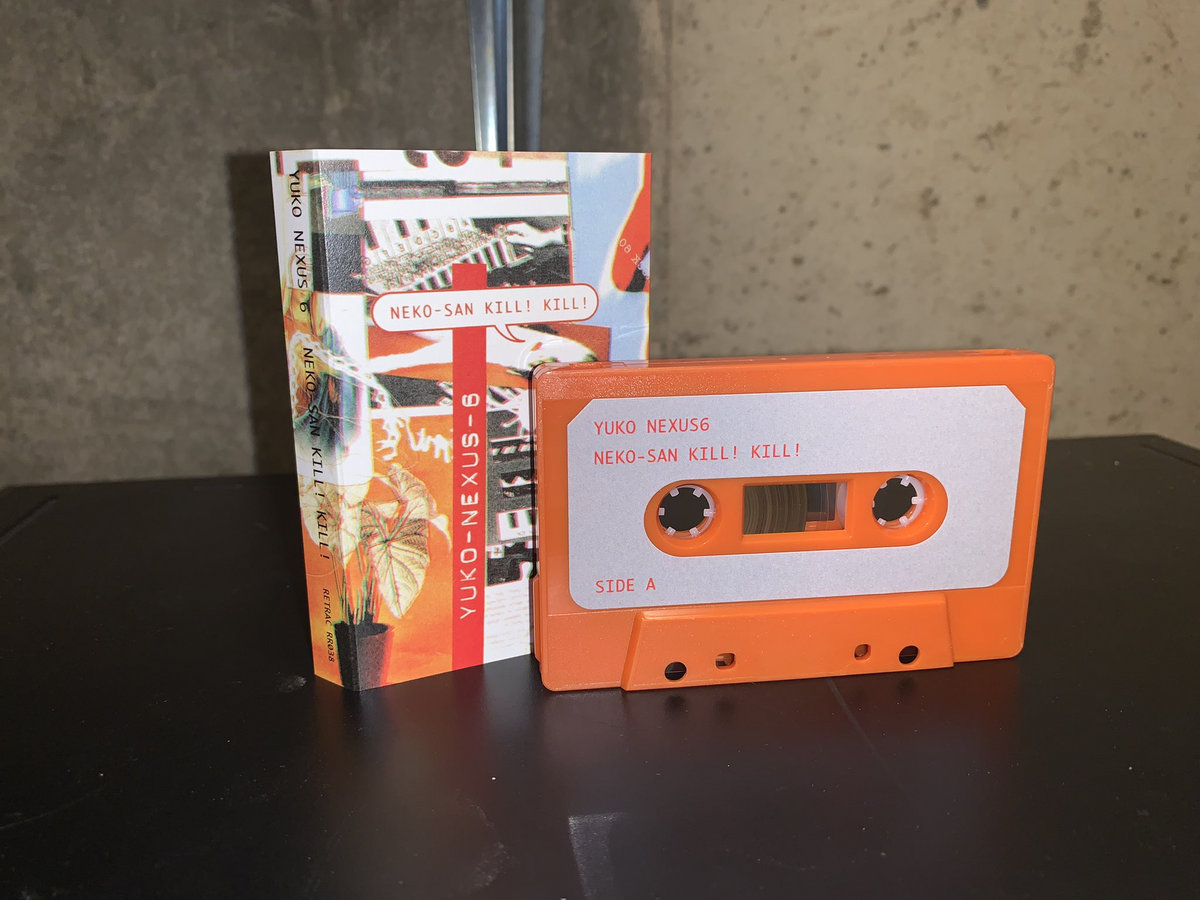 YUKO NEXUS 6 NEKO-SAN KILL! KILL! RETRAC RR038
NEKO-SAN KILL! KILL!
YUKO-NEXUS-6
YUKO NEXUS6
NEKO-SAN KILL! KILL!
SIDE A